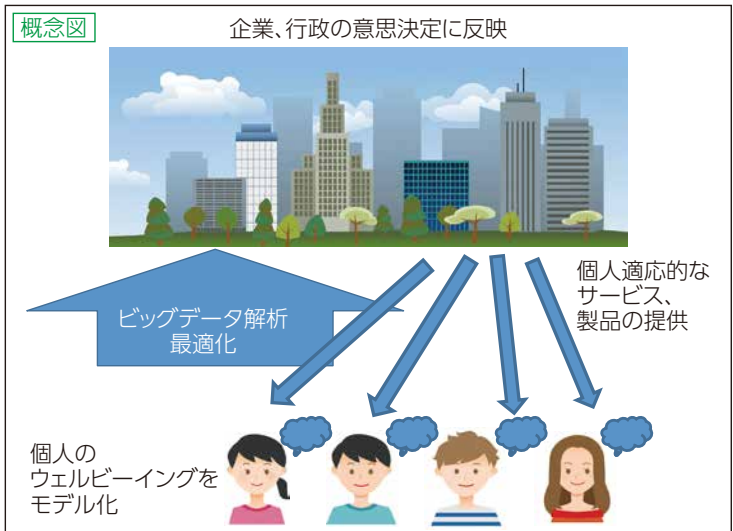 概念図
企業、行政の意思決定に反映
ビッグデータ解析
最適化
個人適応的な
サービス、
製品の提供
個人の
ウェルビーイングを
モデル化